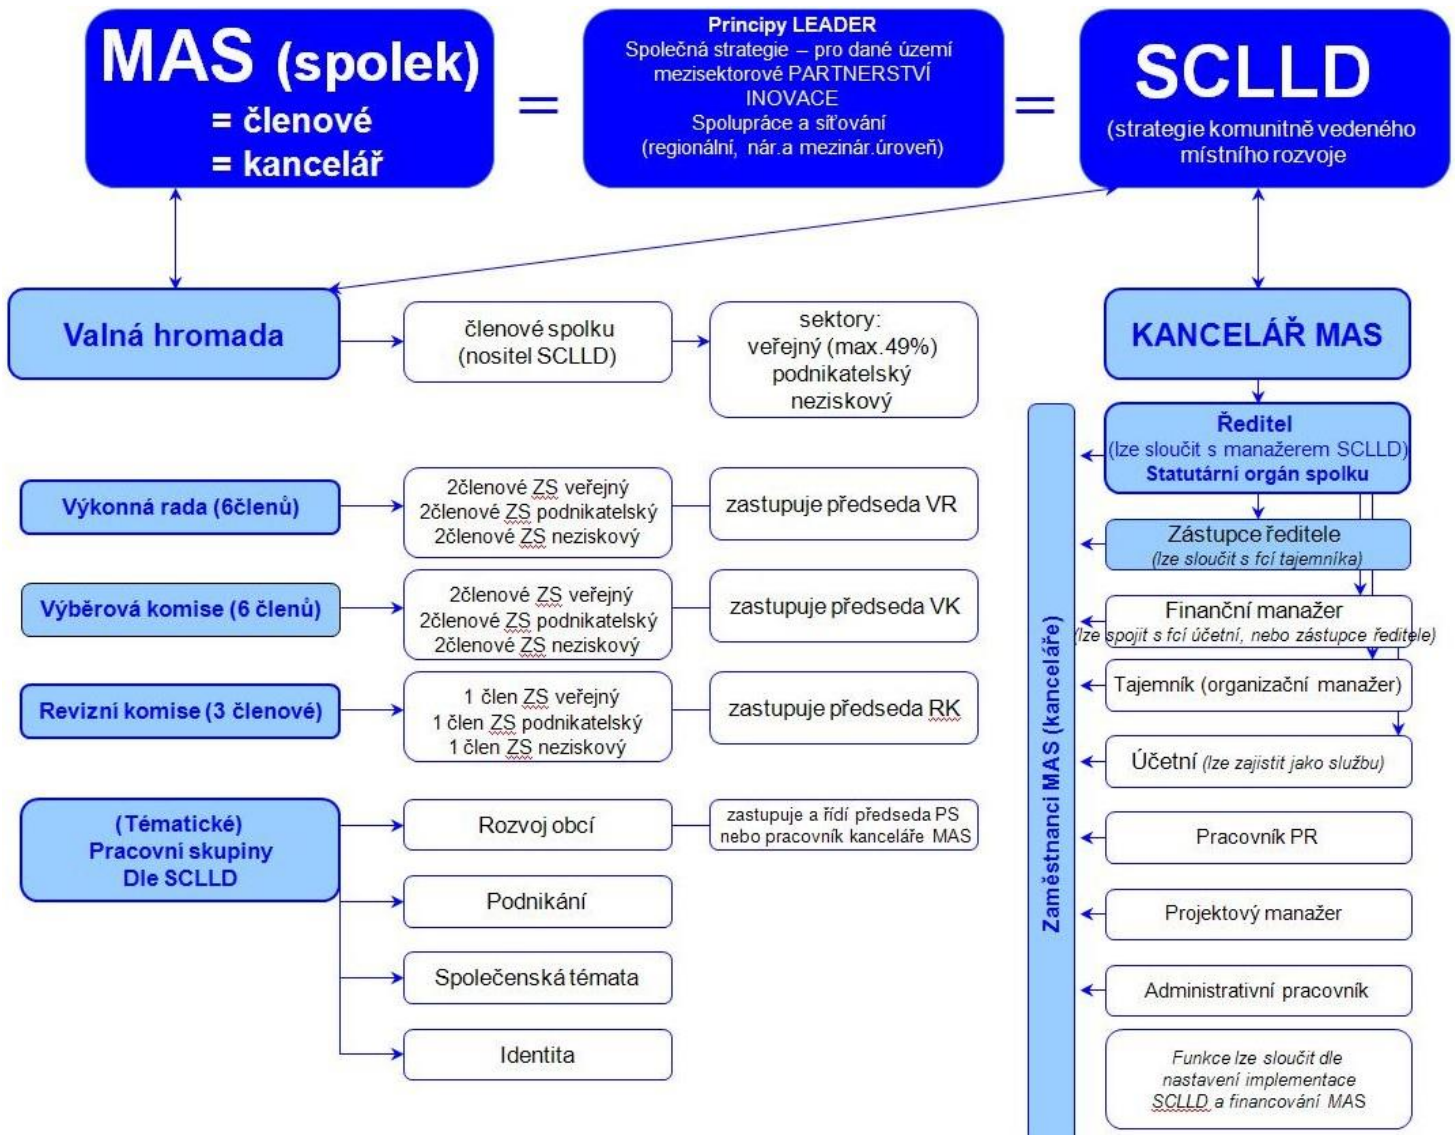 MAS (spolek)
= členové
= kancelář
=
Principy LEADER
Společná strategie – pro dané území
mezisektorové PARTNERSTVÍ
INOVACE
Spolupráce a síťování
(regionální, nár.a mezinár.úroveň)
=
SCLLD
(strategie komunitně vedeného
místního rozvoje
Valná hromada
členové spolku
(nositel SCLLD)
sektory:
veřejný (max.49%)
podnikatelský
neziskový
Výkonná rada (6členů)
2členové ZS veřejný
2členové ZS podnikatelský
2členové ZS neziskový
zastupuje předseda VR
Výběrová komise (6 členů)
2členové ZS veřejný
2členové ZS podnikatelský
2členové ZS neziskový
zastupuje předseda VK
Revizní komise (3 členové)
1 člen ZS veřejný
1 člen ZS podnikatelský
1 člen ZS neziskový
zastupuje předseda RK
(Tématické)
Pracovní skupiny
Dle SCLLD
Rozvoj obcí
zastupuje a řídí předseda PS
nebo pracovník kanceláře MAS
Podnikání
Společenská témata
Identita
KANCELÁŘ MAS
Zaměstnanci MAS (kanceláře)
Ředitel
(lze sloučit s manažerem SCLLD)
Statutární orgán spolku
Zástupce ředitele
(lze sloučit s fcí tajemníka)
Finanční manažer
(lze spojit s fcí účetní, nebo zástupce ředitele)
Tajemník (organizační manažer)
Účetní (lze zajistit jako službu)
Pracovník PR
Projektový manažer
Administrativní pracovník
Funkce lze sloučit dle
nastavení implementace
SCLLD a financování MAS